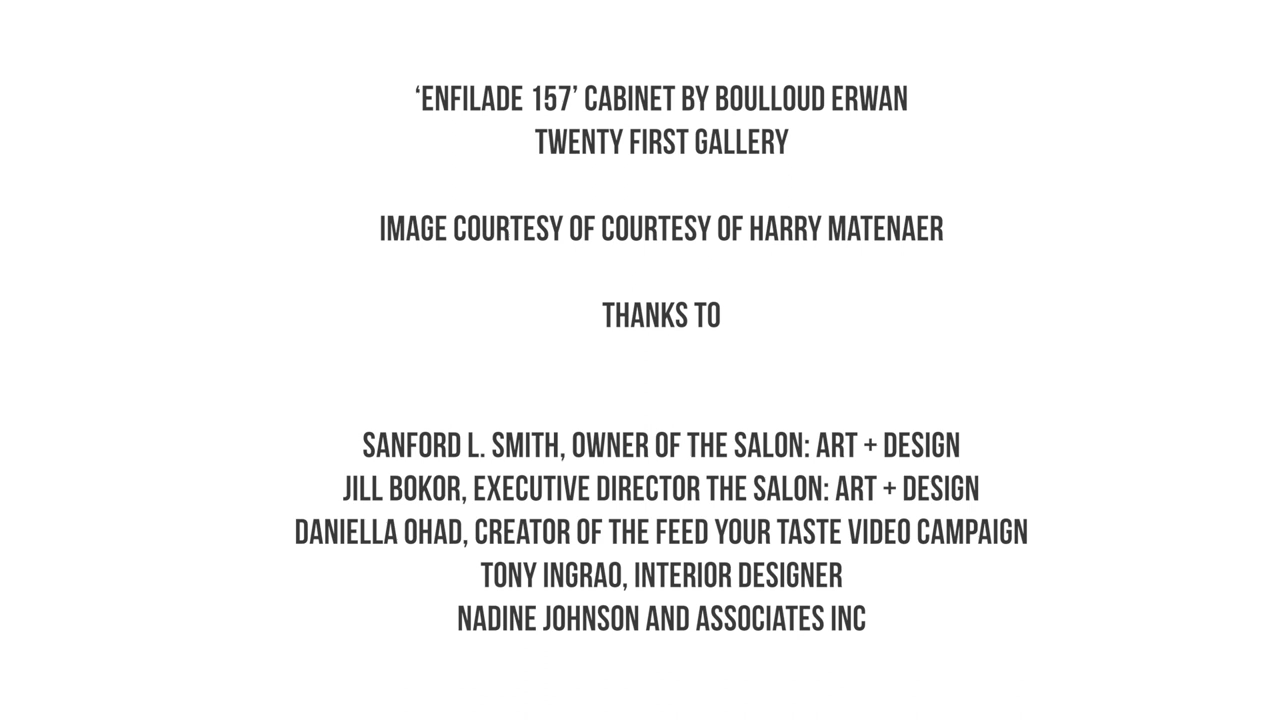 ‘ENFILADE 157’ CABINET BY BOULLOUD ERWAN
TWENTY FIRST GALLERY
IMAGE COURTESY OF COURTESY OF HARRY MATENAER
THANKS TO
SANFORD L. SMITH, OWNER OF THE SALON: ART + DESIGN
JILL BOKOR, EXECUTIVE DIRECTOR THE SALON: ART + DESIGN
DANIELLA OHAD, CREATOR OF THE FEED YOUR TASTE VIDEO CAMPAIGN
TONY INGRAO, INTERIOR DESIGNER
NADINE JOHNSON AND ASSOCIATES INC